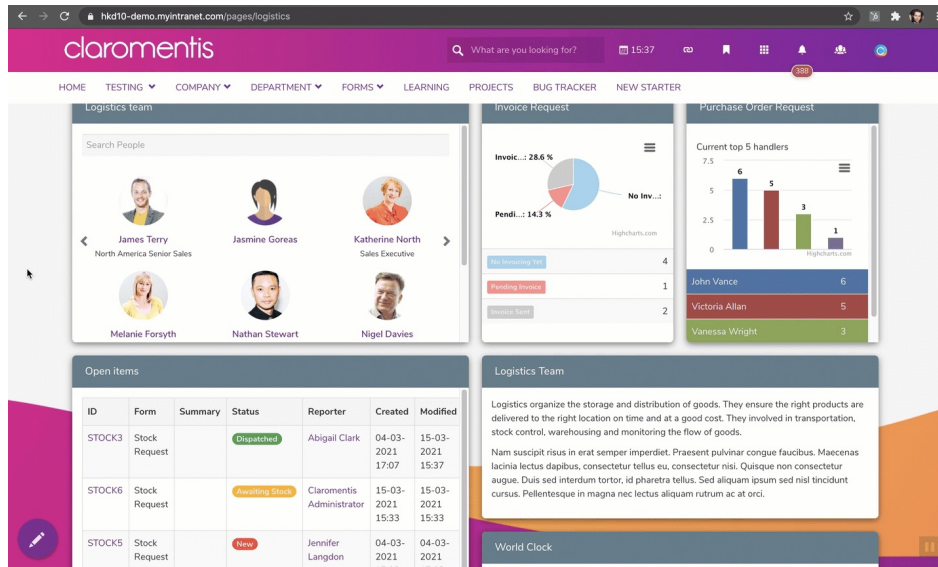 hkd10-demo.myintranet.com/pages/logistics
claromentis
What are you looking for?
15:37
388
HOME TESTING COMPANY DEPARTMENT FORMS LEARNING PROJECTS BUG TRACKER NEW STARTER
Logistics team
Search People
James Terry
North America Senior Sales
Jasmine Goreas
Katherine North
Sales Executive
Melanie Forsyth
Nathan Stewart
Nigel Davies
Invoice Request
Invoic...: 28.6 %
No Inv...:
Pendi...: 14.3 %
Highcharts.com
No Invoicing Yet 4
Pending Invoice 1
Invoice Sent 2
Purchase Order Request
Current top 5 handlers
7.5
5
2.5
0
6
5
3
1
Highcharts.com
John Vance 6
Victoria Allan 5
Vanessa Wright 3
Open items
ID Form Summary Status Reporter Created Modified
STOCK3 Stock Dispatched Abigail Clark 04-03- 15-03-
Request 2021 2021
17:07 15:37
STOCK6 Stock Awaiting Stock Claromentis 15-03- 15-03-
Request Administrator 2021 2021
15:33 15:33
STOCK5 Stock New Jennifer 04-03- 04-03-
Request Langdon 2021 2021
Logistics Team
Logistics organize the storage and distribution of goods. They ensure the right products are
delivered to the right location on time and at a good cost. They involved in transportation,
stock control, warehousing and monitoring the flow of goods.
Nam suscipit risus in erat semper imperdiet. Praesent pulvinar congue faucibus. Maecenas
lacinia lectus dapibus, consectetur tellus eu, consectetur nisi. Quisque non consectetur
augue. Duis sed interdum tortor, id pharetra tellus. Sed aliquam ipsum sed nisl tincidunt
cursus. Pellentesque in magna nec lectus aliquam rutrum ac at orci.
World Clock